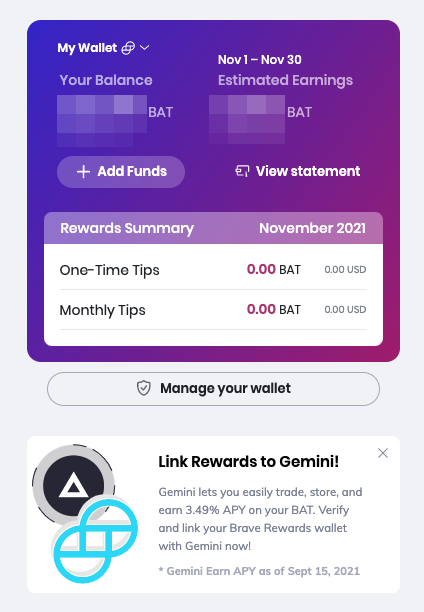 My Wallet
Nov 1 – Nov 30
Your Balance
Estimated Earnings
BAT
BAT
Add Funds
View statement
Rewards Summary
November 2021
One-Time Tips
0.00 BAT
0.00 USD
Monthly Tips
0.00 BAT
0.00 USD
Manage your wallet
Link Rewards to Gemini!
Gemini lets you easily trade, store, and
earn 3.49% APY on your BAT. Verify
and link your Brave Rewards wallet
with Gemini now!
* Gemini Earn APY as of Sept 15, 2021